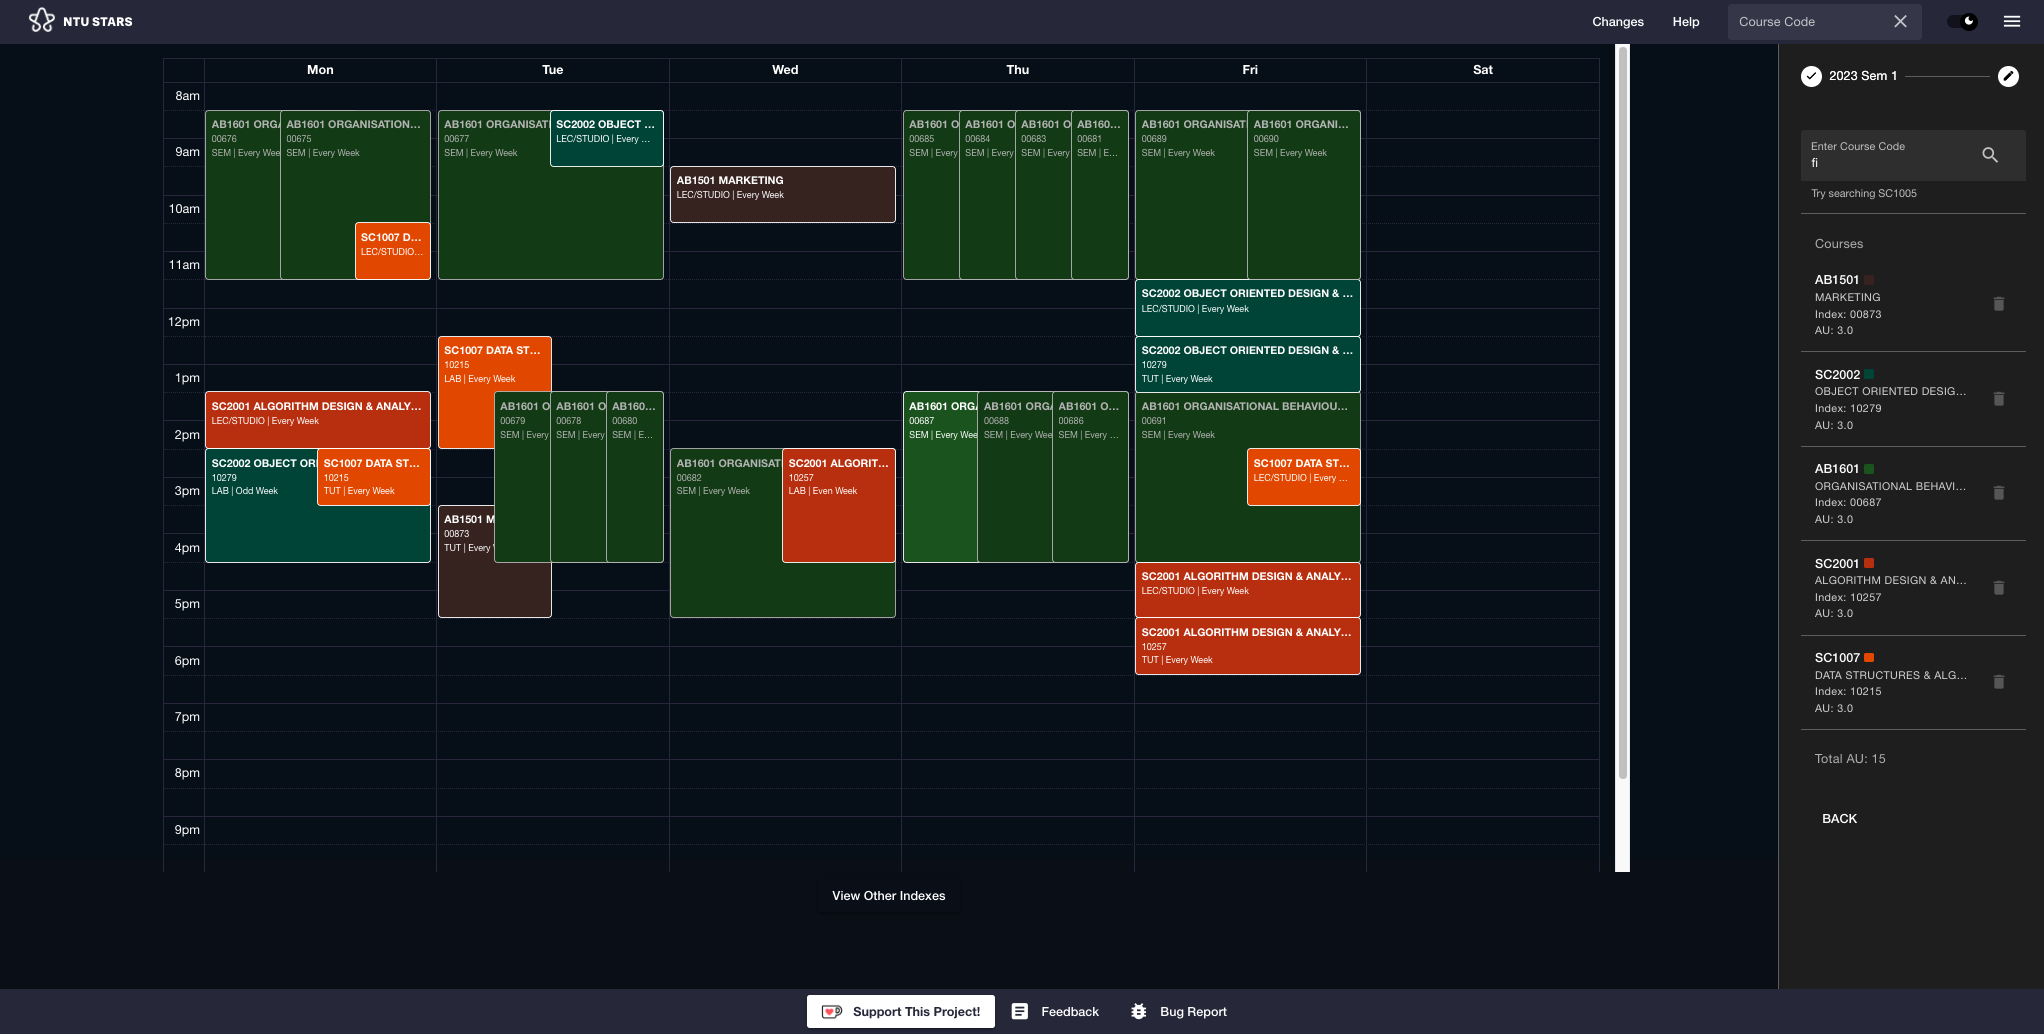 NTU STARS
Changes
Help
Course Code
Mon
Tue
Wed
Thu
Fri
Sat
8am
9am
10am
11am
12pm
1pm
2pm
3pm
4pm
5pm
6pm
7pm
8pm
9pm
AB1601 ORGA
00676
SEM | Every Wee
AB1601 ORGANISATION...
00675
SEM | Every Week
SC1007 D...
LEC/STUDIO...
SC2001 ALGORITHM DESIGN & ANALY...
LEC/STUDIO | Every Week
SC2002 OBJECT ORI
10279
LAB | Odd Week
SC1007 DATA ST...
10215
TUT | Every Week
AB1601 ORGANISATI
00677
SEM | Every Week
SC2002 OBJECT ...
LEC/STUDIO | Every ...
SC1007 DATA ST...
10215
LAB | Every Week
AB1601 O
00679
SEM | Every
AB1601 O
00678
SEM | Every
AB160...
00680
SEM | E...
AB1501 M
00873
TUT | Every
AB1501 MARKETING
LEC/STUDIO | Every Week
AB1601 ORGANISATI
00682
SEM | Every Week
SC2001 ALGORIT...
10257
LAB | Even Week
AB1601 O
00685
SEM | Every
AB1601 O
00684
SEM | Every
AB1601 O
00683
SEM | Every
AB160...
00681
SEM | E...
AB1601 ORGA
00687
SEM | Every Wee
AB1601 ORGA
00688
SEM | Every Wee
AB1601 O...
00686
SEM | Every ...
AB1601 ORGANISAT
00689
SEM | Every Week
AB1601 ORGANI...
00690
SEM | Every Week
SC2002 OBJECT ORIENTED DESIGN & ...
LEC/STUDIO | Every Week
SC2002 OBJECT ORIENTED DESIGN & ...
10279
TUT | Every Week
AB1601 ORGANISATIONAL BEHAVIOU...
00691
SEM | Every Week
SC1007 DATA ST...
LEC/STUDIO | Every ...
SC2001 ALGORITHM DESIGN & ANALY...
LEC/STUDIO | Every Week
SC2001 ALGORITHM DESIGN & ANALY...
10257
TUT | Every Week
View Other Indexes
2023 Sem 1
Enter Course Code
fi
Try searching SC1005
Courses
AB1501
MARKETING
Index: 00873
AU: 3.0
SC2002
OBJECT ORIENTED DESIG...
Index: 10279
AU: 3.0
AB1601
ORGANISATIONAL BEHAVI...
Index: 00687
AU: 3.0
SC2001
ALGORITHM DESIGN & AN...
Index: 10257
AU: 3.0
SC1007
DATA STRUCTURES & ALG...
Index: 10215
AU: 3.0
Total AU: 15
BACK
Support This Project!
Feedback
Bug Report